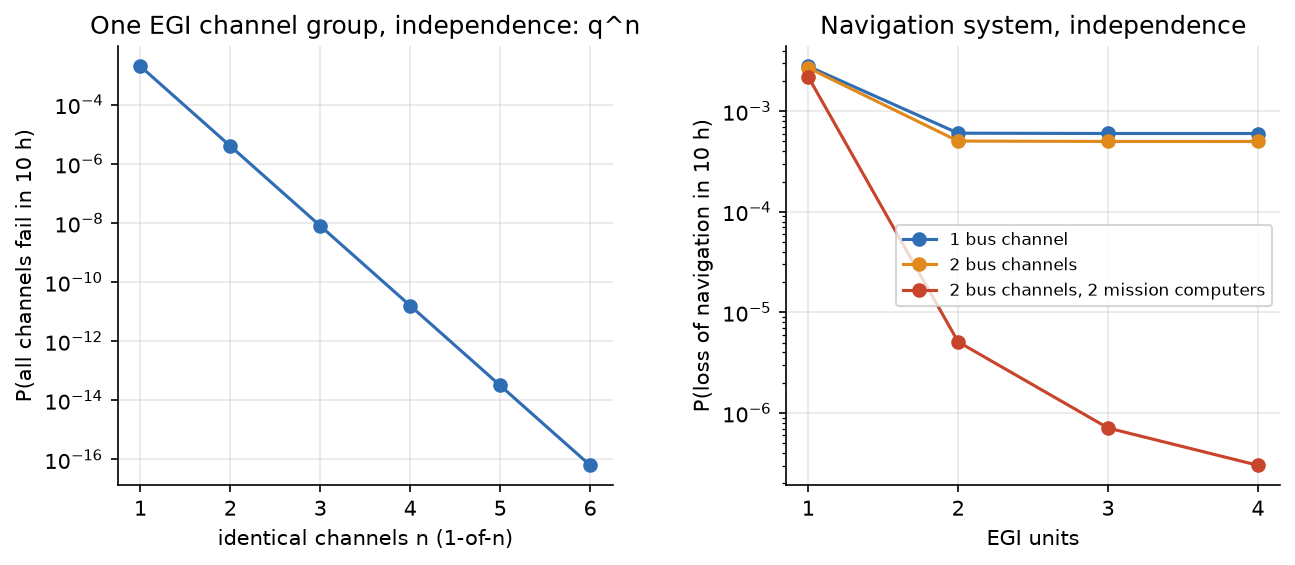 One EGI channel group, independence: q^n
P(all channels fail in 10 h)
10⁻⁴
10⁻⁶
10⁻⁸
10⁻¹⁰
10⁻¹²
10⁻¹⁴
10⁻¹⁶
1 2 3 4 5 6
identical channels n (1-of-n)
Navigation system, independence
P(loss of navigation in 10 h)
10⁻³
10⁻⁴
10⁻⁵
10⁻⁶
1 bus channel
2 bus channels
2 bus channels, 2 mission computers
1 2 3 4
EGI units